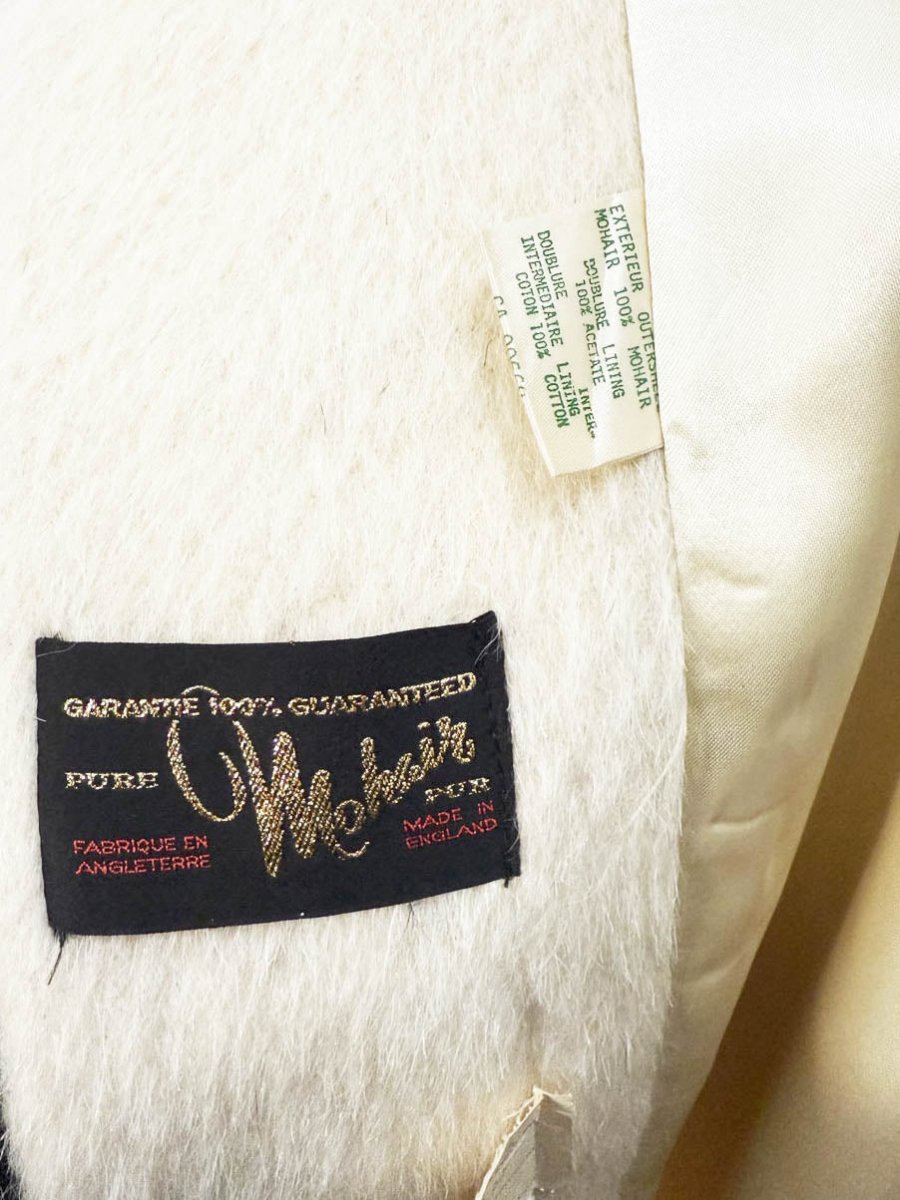 EXTERIEUR OUTERSHELL
MOHAIR 100% MOHAIR
DOUBLURE LINING
100% ACETATE
INTER-
DOUBLURE
INTERMEDIAIRE LINING
COTON 100% COTTON
CA
GARANTIE 100% GUARANTEED
PURE Mohair PUR
FABRIQUE EN
ANGLETERRE
MADE IN
ENGLAND